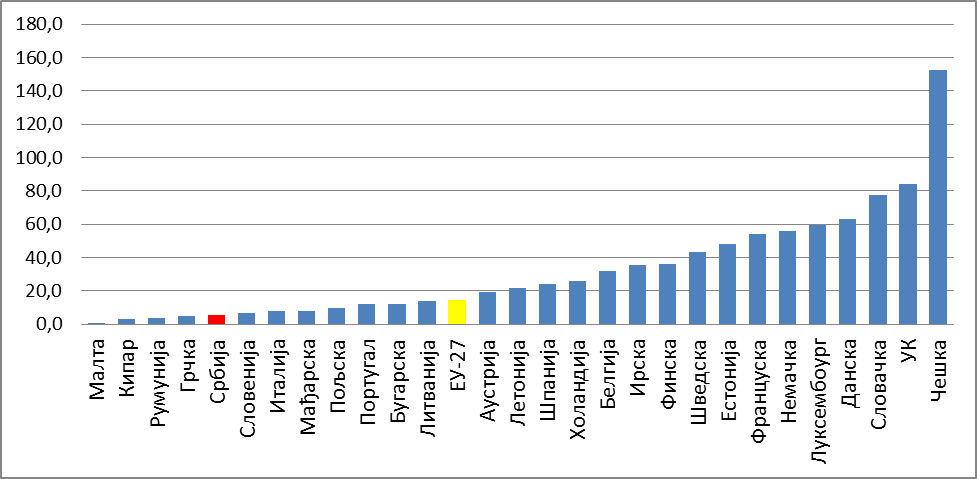 180,0
160,0
140,0
120,0
100,0
80,0
60,0
40,0
20,0
0,0
Малта
Кипар
Румунија
Грчка
Србија
Словенија
Италија
Мађарска
Пољска
Португал
Бугарска
Литванија
ЕУ-27
Аустрија
Летонија
Шпанија
Холандија
Белгија
Ирска
Финска
Шведска
Естонија
Француска
Немачка
Луксембоург
Данска
Словачка
УК
Чешка